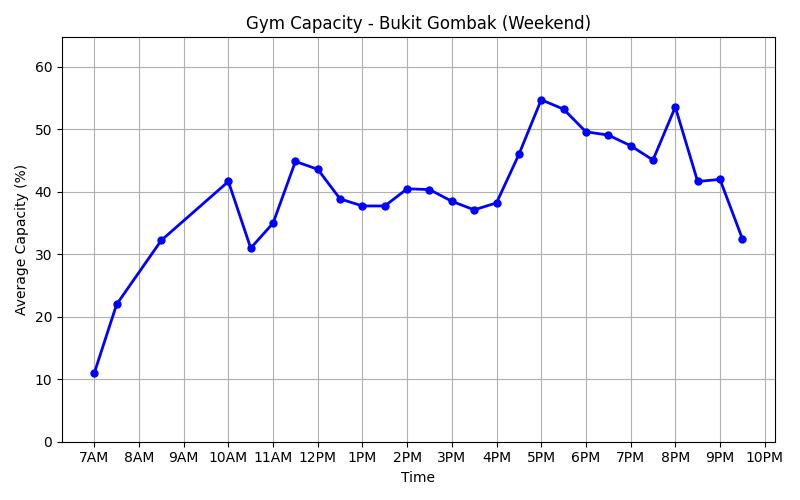 Gym Capacity - Bukit Gombak (Weekend)
Average Capacity (%)
60
50
40
30
20
10
0
7AM 8AM 9AM 10AM 11AM 12PM 1PM 2PM 3PM 4PM 5PM 6PM 7PM 8PM 9PM 10PM
Time